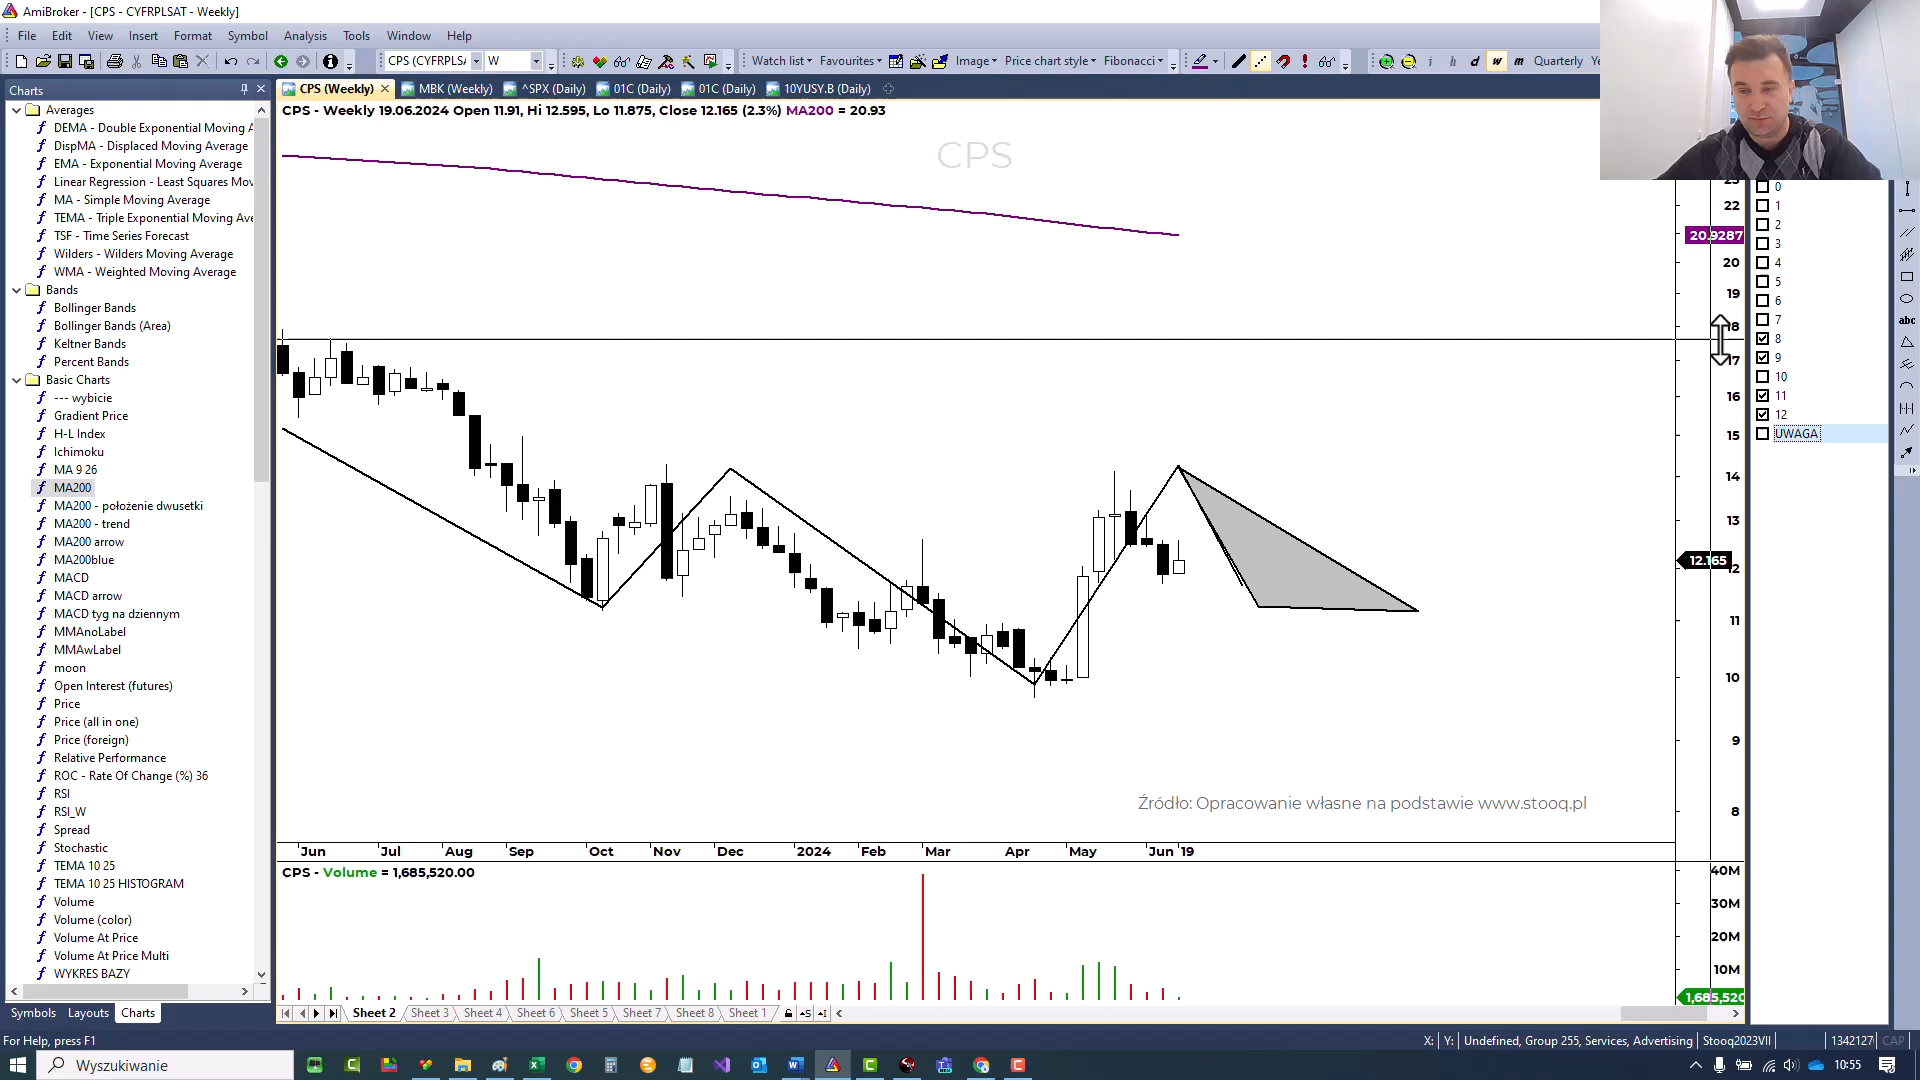 AmiBroker - [CPS - CYFRPLSAT - Weekly]
File Edit View Insert Format Symbol Analysis Tools Window Help
CPS (CYFRPLSA W Watch list Favourites Image Price chart style Fibonacci i h d w m Quarterly
Charts
CPS (Weekly) MBK (Weekly) ^SPX (Daily) 01C (Daily) 01C (Daily) 10YUSY.B (Daily)
CPS - Weekly 19.06.2024 Open 11.91, Hi 12.595, Lo 11.875, Close 12.165 (2.3%) MA200 = 20.93
CPS
Averages
DEMA - Double Exponential Moving A
DispMA - Displaced Moving Average
EMA - Exponential Moving Average
Linear Regression - Least Squares Mov
MA - Simple Moving Average
TEMA - Triple Exponential Moving Ave
TSF - Time Series Forecast
Wilders - Wilders Moving Average
WMA - Weighted Moving Average
Bands
Bollinger Bands
Bollinger Bands (Area)
Keltner Bands
Percent Bands
Basic Charts
--- wybicie
Gradient Price
H-L Index
Ichimoku
MA 9 26
MA200
MA200 - położenie dwusetki
MA200 - trend
MA200 arrow
MA200blue
MACD
MACD arrow
MACD tyg na dziennym
MMAnoLabel
MMAwLabel
moon
Open Interest (futures)
Price
Price (all in one)
Price (foreign)
Relative Performance
ROC - Rate Of Change (%) 36
RSI
RSI_W
Spread
Stochastic
TEMA 10 25
TEMA 10 25 HISTOGRAM
Volume
Volume (color)
Volume At Price
Volume At Price Multi
WYKRES BAZY
Symbols Layouts Charts
22
20.9287
20
19
18
17
16
15
14
13
12.165
12
11
10
9
8
Źródło: Opracowanie własne na podstawie www.stooq.pl
Jun Jul Aug Sep Oct Nov Dec 2024 Feb Mar Apr May Jun '19
CPS - Volume = 1,685,520.00
40M
30M
20M
10M
1,685,520
Sheet 2 Sheet 3 Sheet 4 Sheet 5 Sheet 6 Sheet 7 Sheet 8 Sheet 1
0
1
2
3
4
5
6
7
8
9
10
11
12
UWAGA
abc
For Help, press F1
X: Y: Undefined, Group 255, Services, Advertising Stooq2023VII 1342127 CAP
Wyszukiwanie
10:55